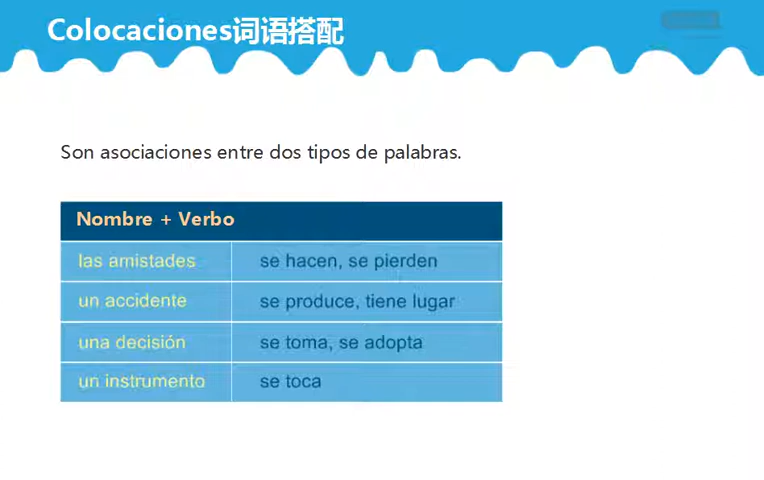 Colocaciones词语搭配
Son asociaciones entre dos tipos de palabras.
Nombre + Verbo
las amistades se hacen, se pierden
un accidente se produce, tiene lugar
una decisión se toma, se adopta
un instrumento se toca